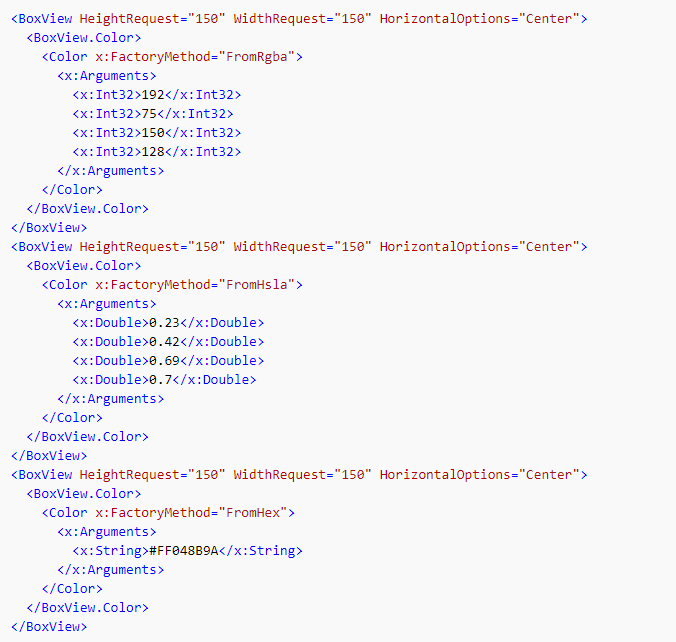 <BoxView HeightRequest="150" WidthRequest="150" HorizontalOptions="Center">
  <BoxView.Color>
    <Color x:FactoryMethod="FromRgba">
      <x:Arguments>
        <x:Int32>192</x:Int32>
        <x:Int32>75</x:Int32>
        <x:Int32>150</x:Int32>
        <x:Int32>128</x:Int32>
      </x:Arguments>
    </Color>
  </BoxView.Color>
</BoxView>
<BoxView HeightRequest="150" WidthRequest="150" HorizontalOptions="Center">
  <BoxView.Color>
    <Color x:FactoryMethod="FromHsla">
      <x:Arguments>
        <x:Double>0.23</x:Double>
        <x:Double>0.42</x:Double>
        <x:Double>0.69</x:Double>
        <x:Double>0.7</x:Double>
      </x:Arguments>
    </Color>
  </BoxView.Color>
</BoxView>
<BoxView HeightRequest="150" WidthRequest="150" HorizontalOptions="Center">
  <BoxView.Color>
    <Color x:FactoryMethod="FromHex">
      <x:Arguments>
        <x:String>#FF048B9A</x:String>
      </x:Arguments>
    </Color>
  </BoxView.Color>
</BoxView>